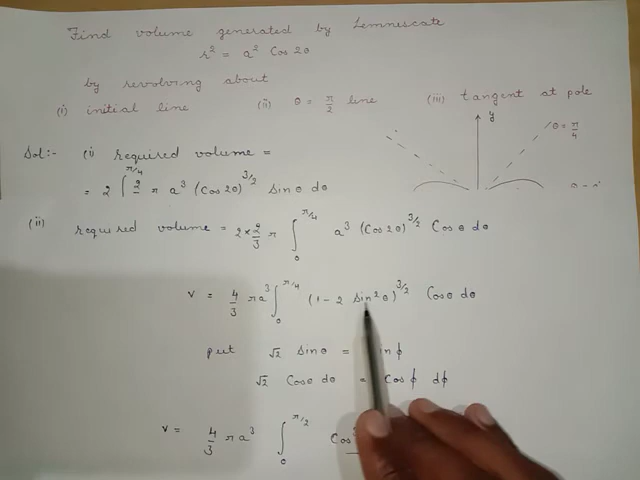 Find volume generated by Lemniscate
r² = a² Cos 2θ
by revolving about
(i) initial line (ii) θ = π/2 line (iii) tangent at pole
y
θ = π/4
Sol:- (i) required volume =
= 2 ∫₀^{π/4} 2/ π a³ (Cos 2θ)^{3/2} Sin θ dθ
(ii) required volume = 2 × 2/3 π ∫₀^{π/4} a³ (Cos 2θ)^{3/2} Cos θ dθ
V = 4/3 π a³ ∫₀^{π/4} (1 - 2 Sin²θ)^{3/2} Cosθ dθ
put √2 Sinθ = in ϕ
√2 Cosθ dθ = Cos ϕ dϕ
V = 4/3 π a³ ∫₀^{π/2} Cos